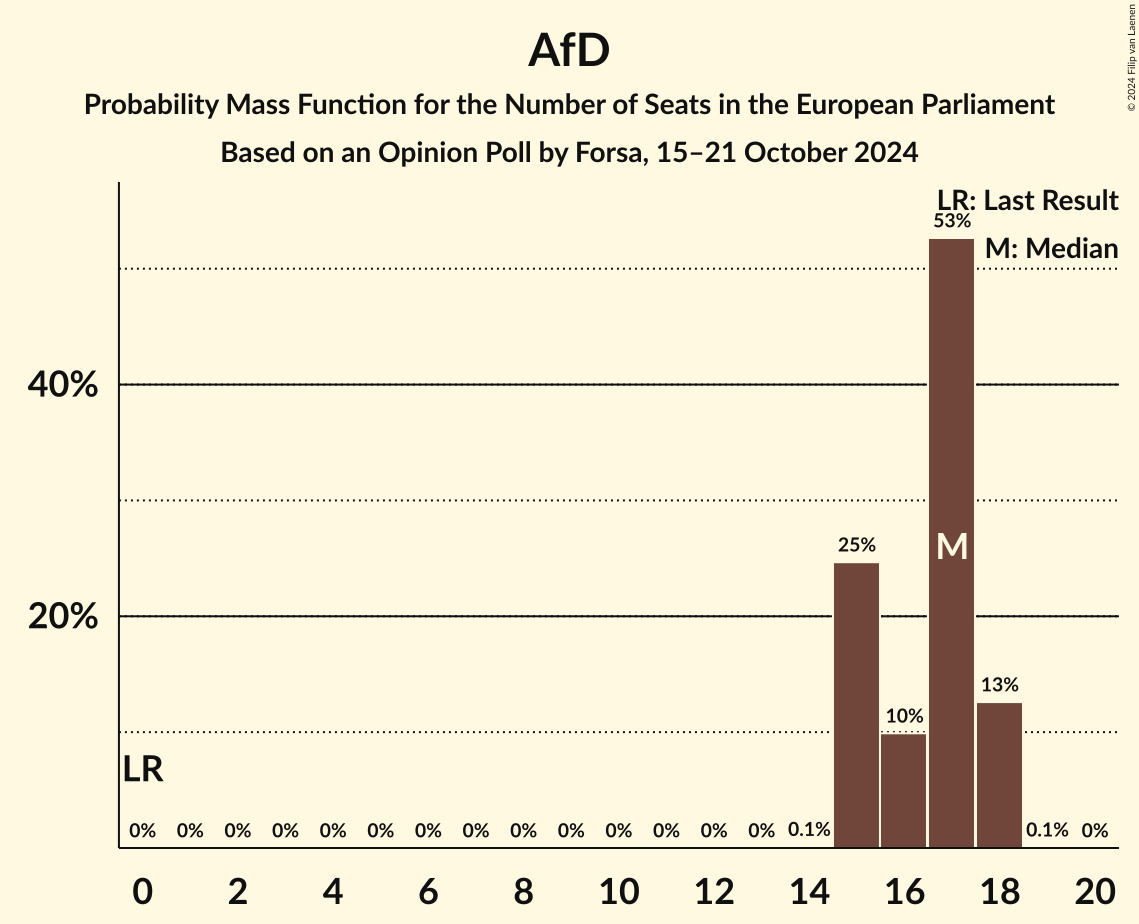 AfD
Probability Mass Function for the Number of Seats in the European Parliament
Based on an Opinion Poll by Forsa, 15–21 October 2024
© 2024 Filip van Laenen
LR: Last Result
M: Median
53%
40%
25%
M
20%
13%
10%
LR
0% 0% 0% 0% 0% 0% 0% 0% 0% 0% 0% 0% 0% 0% 0.1% 0.1% 0%
0 2 4 6 8 10 12 14 16 18 20